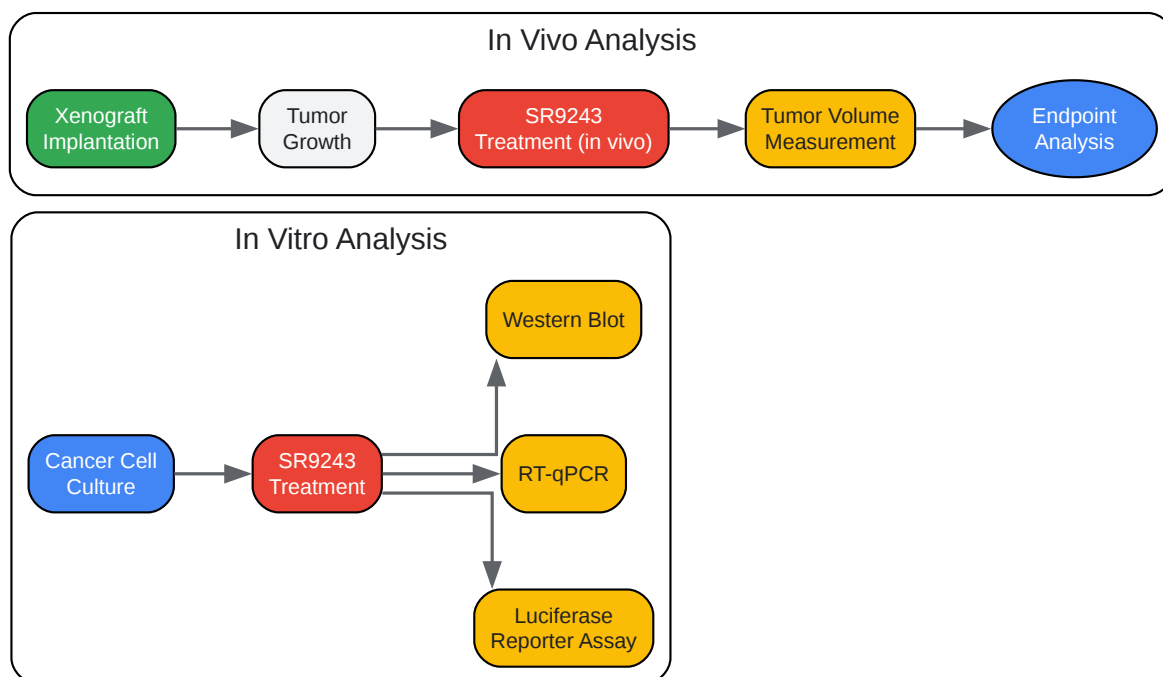 In Vivo Analysis
Xenograft
Implantation
Tumor
Growth
SR9243
Treatment (in vivo)
Tumor Volume
Measurement
Endpoint
Analysis
In Vitro Analysis
Western Blot
Cancer Cell
Culture
SR9243
Treatment
RT-qPCR
Luciferase
Reporter Assay